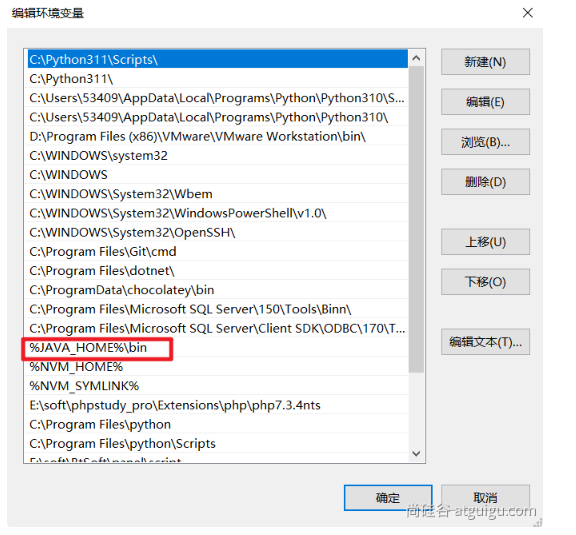 编辑环境变量
C:\Python311\Scripts\
C:\Python311\
C:\Users\53409\AppData\Local\Programs\Python\Python310\S...
C:\Users\53409\AppData\Local\Programs\Python\Python310\
D:\Program Files (x86)\VMware\VMware Workstation\bin\
C:\WINDOWS\system32
C:\WINDOWS
C:\WINDOWS\System32\Wbem
C:\WINDOWS\System32\WindowsPowerShell\v1.0\
C:\WINDOWS\System32\OpenSSH\
C:\Program Files\Git\cmd
C:\Program Files\dotnet\
C:\ProgramData\chocolatey\bin
C:\Program Files\Microsoft SQL Server\150\Tools\Binn\
C:\Program Files\Microsoft SQL Server\Client SDK\ODBC\170\T...
%JAVA_HOME%\bin
%NVM_HOME%
%NVM_SYMLINK%
E:\soft\phpstudy_pro\Extensions\php\php7.3.4nts
C:\Program Files\python
C:\Program Files\python\Scripts
E:\soft\BtSoft\panel\script
新建(N)
编辑(E)
浏览(B)...
删除(D)
上移(U)
下移(O)
编辑文本(T)...
确定
取消
尚硅谷-atguigu.com